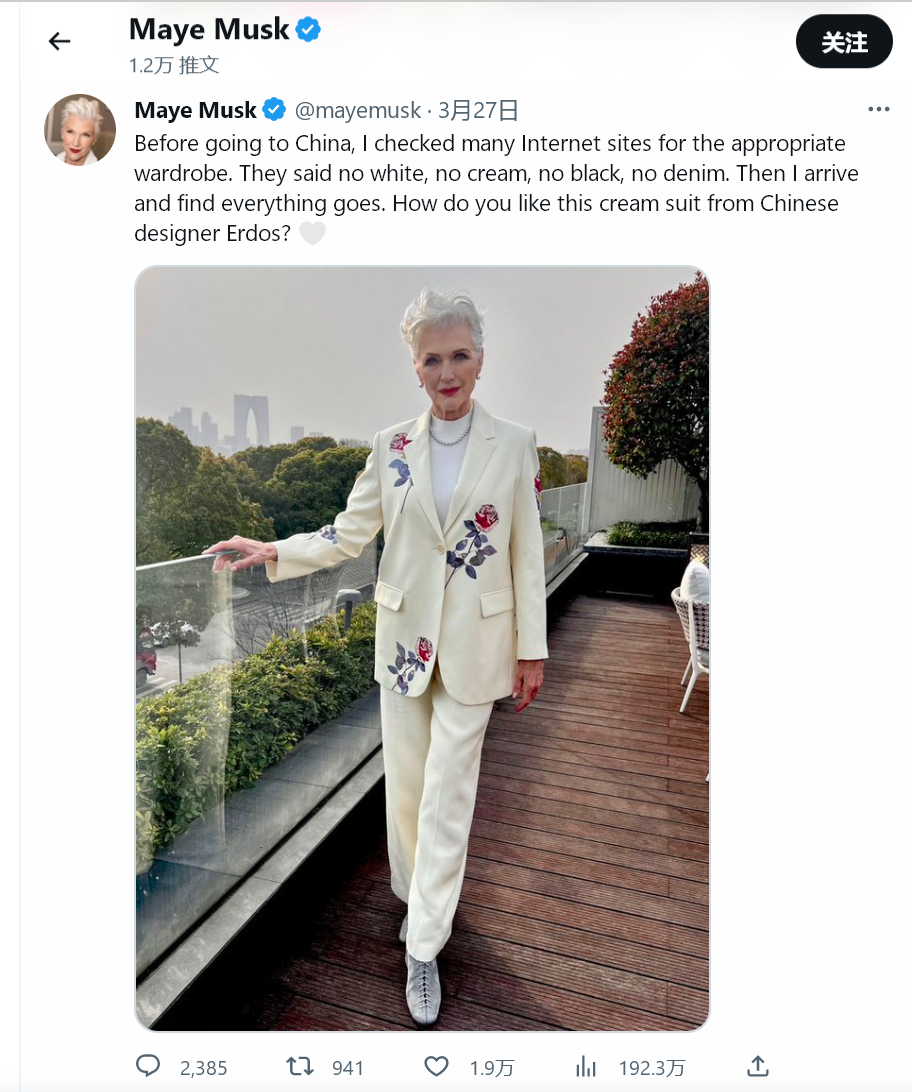 Maye Musk
关注
1.2万 推文
Maye Musk @mayemusk · 3月27日
Before going to China, I checked many Internet sites for the appropriate
wardrobe. They said no white, no cream, no black, no denim. Then I arrive
and find everything goes. How do you like this cream suit from Chinese
designer Erdos? 🤍
2,385 941 1.9万 192.3万